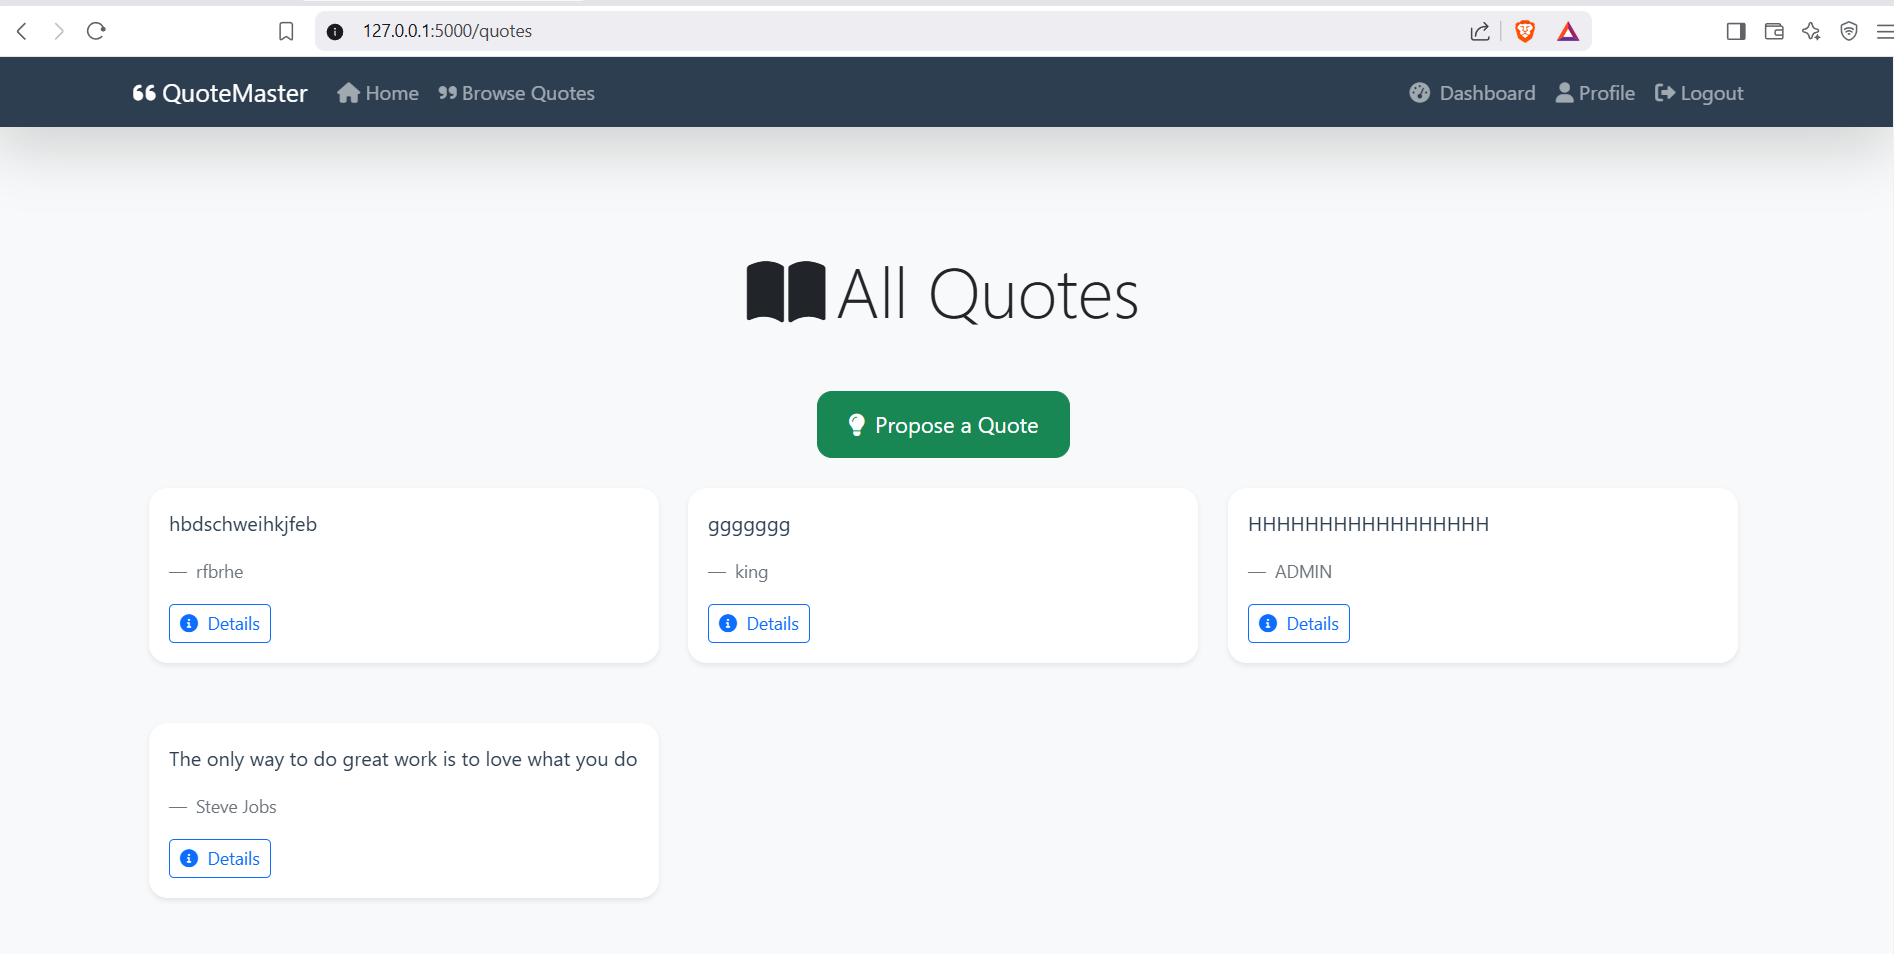 127.0.0.1:5000/quotes
QuoteMaster Home Browse Quotes Dashboard Profile Logout
All Quotes
Propose a Quote
hbdschweihkjfeb
— rfbrhe
Details
ggggggg
— king
Details
HHHHHHHHHHHHHHHHH
— ADMIN
Details
The only way to do great work is to love what you do
— Steve Jobs
Details